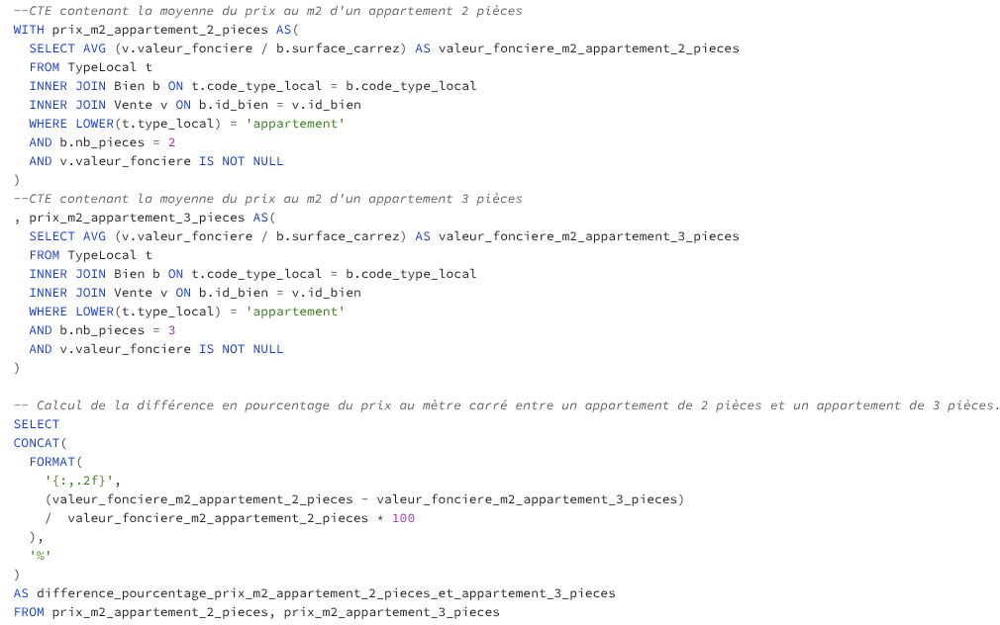 --CTE contenant la moyenne du prix au m2 d'un appartement 2 pièces
WITH prix_m2_appartement_2_pieces AS(
  SELECT AVG (v.valeur_fonciere / b.surface_carrez) AS valeur_fonciere_m2_appartement_2_pieces
  FROM TypeLocal t
  INNER JOIN Bien b ON t.code_type_local = b.code_type_local
  INNER JOIN Vente v ON b.id_bien = v.id_bien
  WHERE LOWER(t.type_local) = 'appartement'
  AND b.nb_pieces = 2
  AND v.valeur_fonciere IS NOT NULL
)
--CTE contenant la moyenne du prix au m2 d'un appartement 3 pièces
, prix_m2_appartement_3_pieces AS(
  SELECT AVG (v.valeur_fonciere / b.surface_carrez) AS valeur_fonciere_m2_appartement_3_pieces
  FROM TypeLocal t
  INNER JOIN Bien b ON t.code_type_local = b.code_type_local
  INNER JOIN Vente v ON b.id_bien = v.id_bien
  WHERE LOWER(t.type_local) = 'appartement'
  AND b.nb_pieces = 3
  AND v.valeur_fonciere IS NOT NULL
)

-- Calcul de la différence en pourcentage du prix au mètre carré entre un appartement de 2 pièces et un appartement de 3 pièces.
SELECT
CONCAT(
  FORMAT(
    '{:,.2f}',
    (valeur_fonciere_m2_appartement_2_pieces - valeur_fonciere_m2_appartement_3_pieces)
    /  valeur_fonciere_m2_appartement_2_pieces * 100
  ),
  '%'
)
AS difference_pourcentage_prix_m2_appartement_2_pieces_et_appartement_3_pieces
FROM prix_m2_appartement_2_pieces, prix_m2_appartement_3_pieces